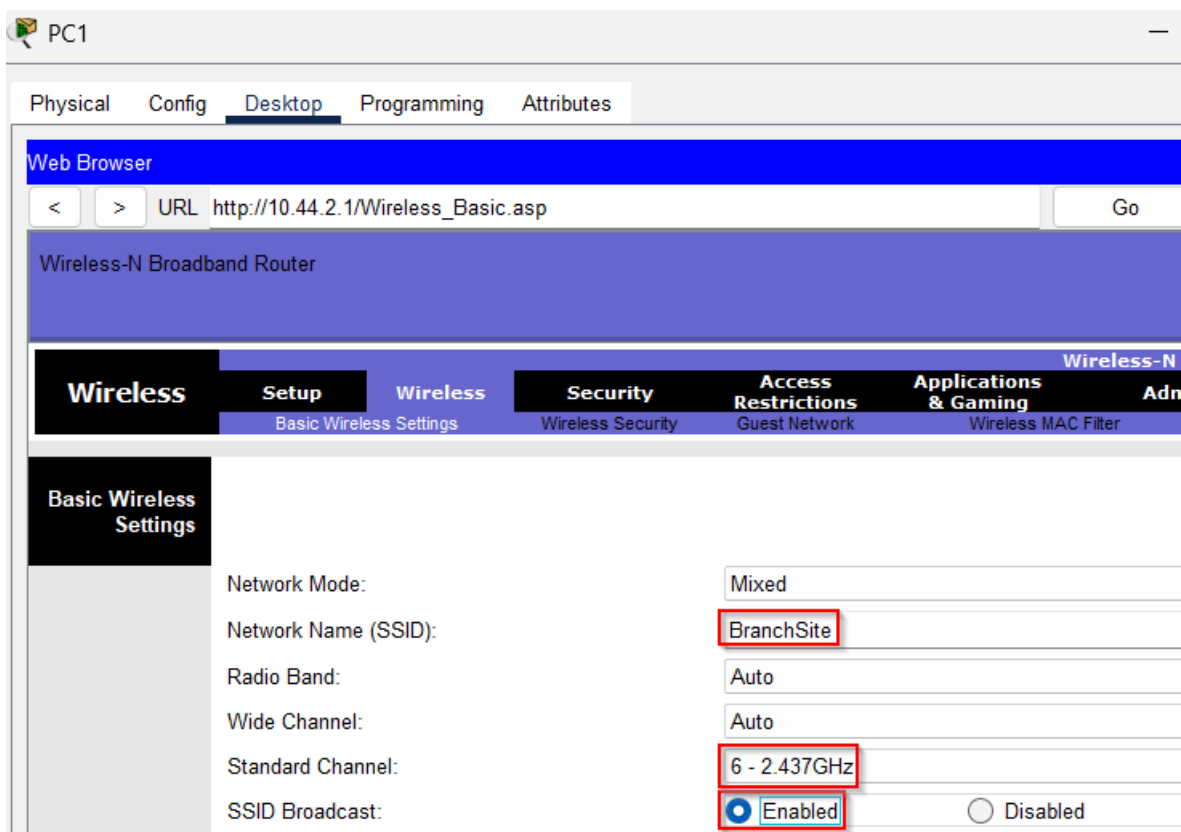 PC1
Physical Config Desktop Programming Attributes
Web Browser
< > URL http://10.44.2.1/Wireless_Basic.asp Go
Wireless-N Broadband Router
Wireless-N
Wireless Setup Wireless Security Access Restrictions Applications & Gaming Adm
Basic Wireless Settings Wireless Security Guest Network Wireless MAC Filter
Basic Wireless
Settings
Network Mode: Mixed
Network Name (SSID): BranchSite
Radio Band: Auto
Wide Channel: Auto
Standard Channel: 6 - 2.437GHz
SSID Broadcast: Enabled Disabled